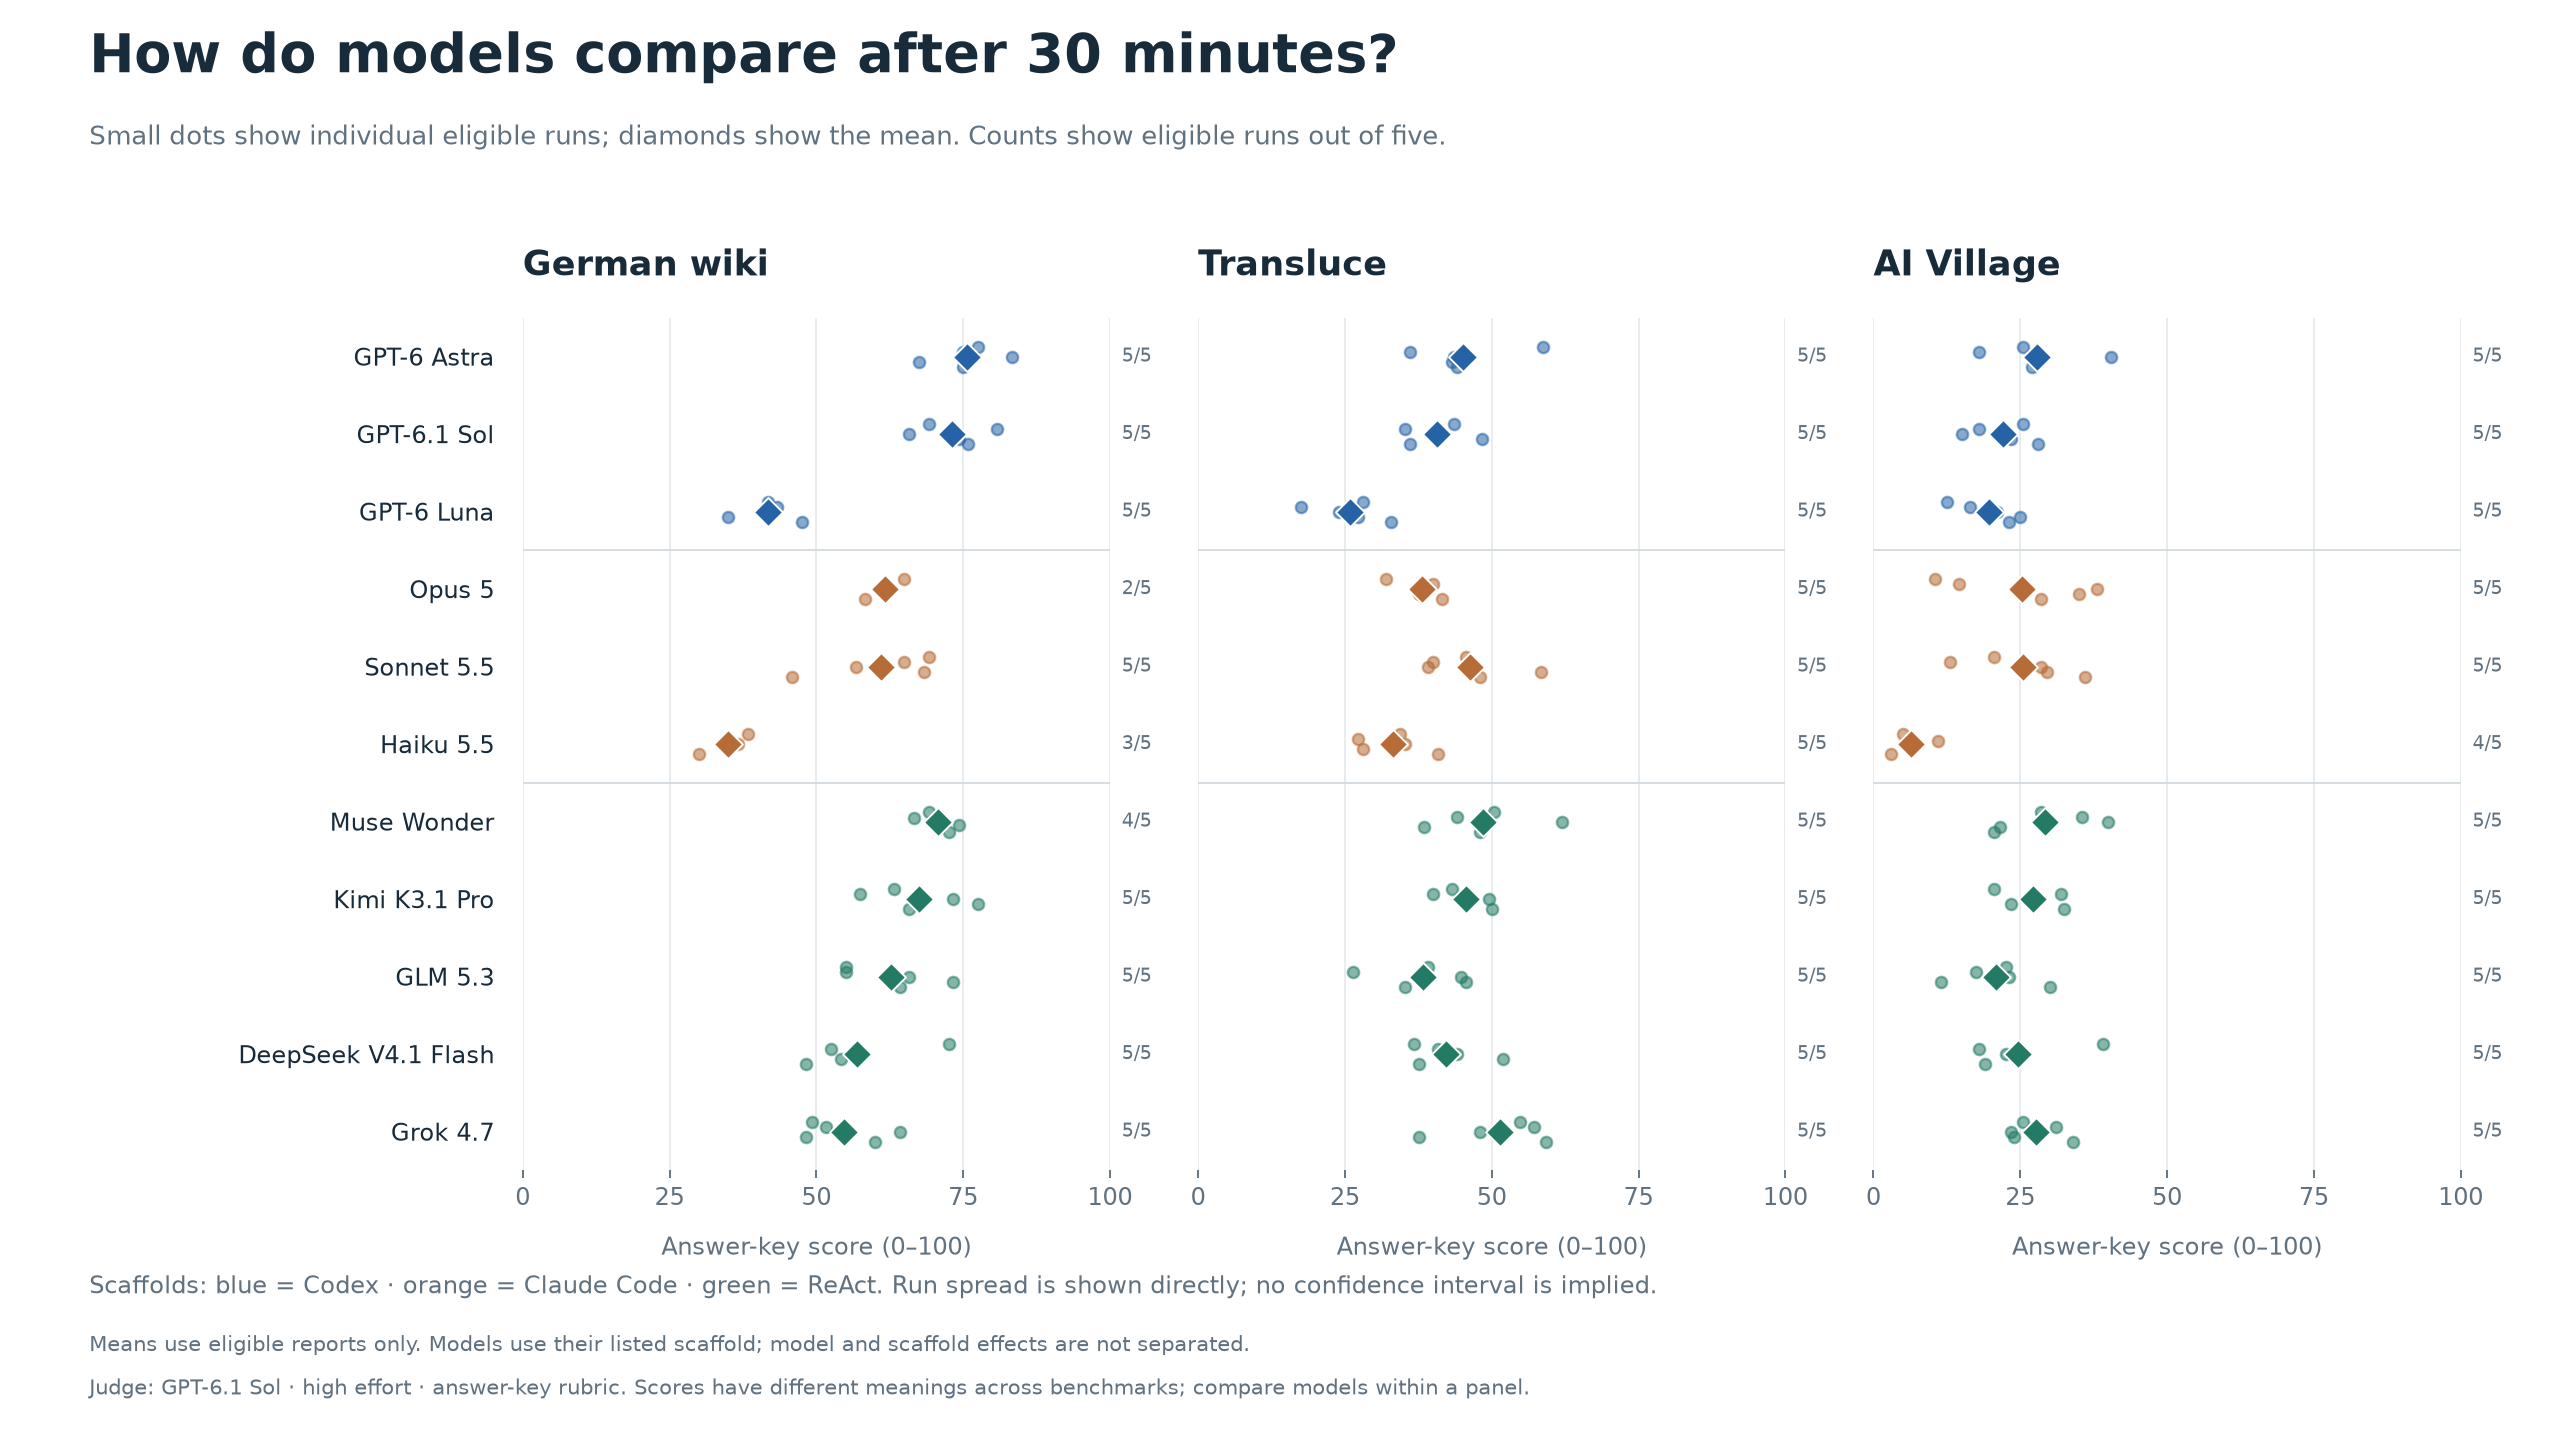 How do models compare after 30 minutes?
Small dots show individual eligible runs; diamonds show the mean. Counts show eligible runs out of five.
German wiki Transluce AI Village
GPT-6 Astra 5/5 5/5 5/5
GPT-6.1 Sol 5/5 5/5 5/5
GPT-6 Luna 5/5 5/5 5/5
Opus 5 2/5 5/5 5/5
Sonnet 5.5 5/5 5/5 5/5
Haiku 5.5 3/5 5/5 4/5
Muse Wonder 4/5 5/5 5/5
Kimi K3.1 Pro 5/5 5/5 5/5
GLM 5.3 5/5 5/5 5/5
DeepSeek V4.1 Flash 5/5 5/5 5/5
Grok 4.7 5/5 5/5 5/5
0 25 50 75 100 0 25 50 75 100 0 25 50 75 100
Answer-key score (0–100) Answer-key score (0–100) Answer-key score (0–100)
Scaffolds: blue = Codex · orange = Claude Code · green = ReAct. Run spread is shown directly; no confidence interval is implied.
Means use eligible reports only. Models use their listed scaffold; model and scaffold effects are not separated.
Judge: GPT-6.1 Sol · high effort · answer-key rubric. Scores have different meanings across benchmarks; compare models within a panel.